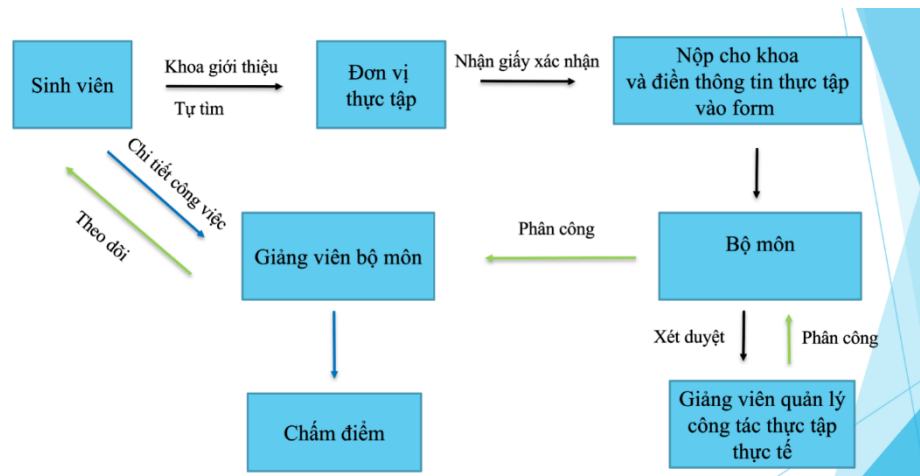 Sinh viên
Khoa giới thiệu
Tự tìm
Đơn vị
thực tập
Nhận giấy xác nhận
Nộp cho khoa
và điền thông tin thực tập
vào form
Chi tiết công việc
Theo dõi
Giảng viên bộ môn
Phân công
Bộ môn
Xét duyệt
Phân công
Chấm điểm
Giảng viên quản lý
công tác thực tập
thực tế